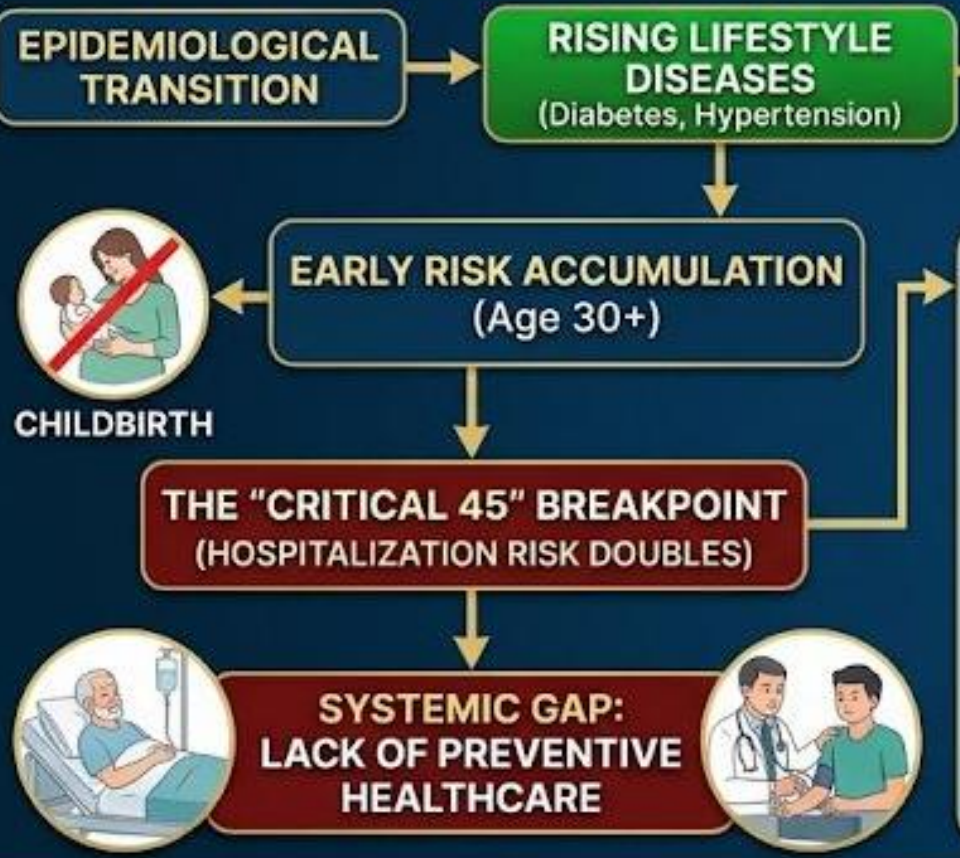 EPIDEMIOLOGICAL
TRANSITION
RISING LIFESTYLE
DISEASES
(Diabetes, Hypertension)
EARLY RISK ACCUMULATION
(Age 30+)
CHILDBIRTH
THE "CRITICAL 45" BREAKPOINT
(HOSPITALIZATION RISK DOUBLES)
SYSTEMIC GAP:
LACK OF PREVENTIVE
HEALTHCARE